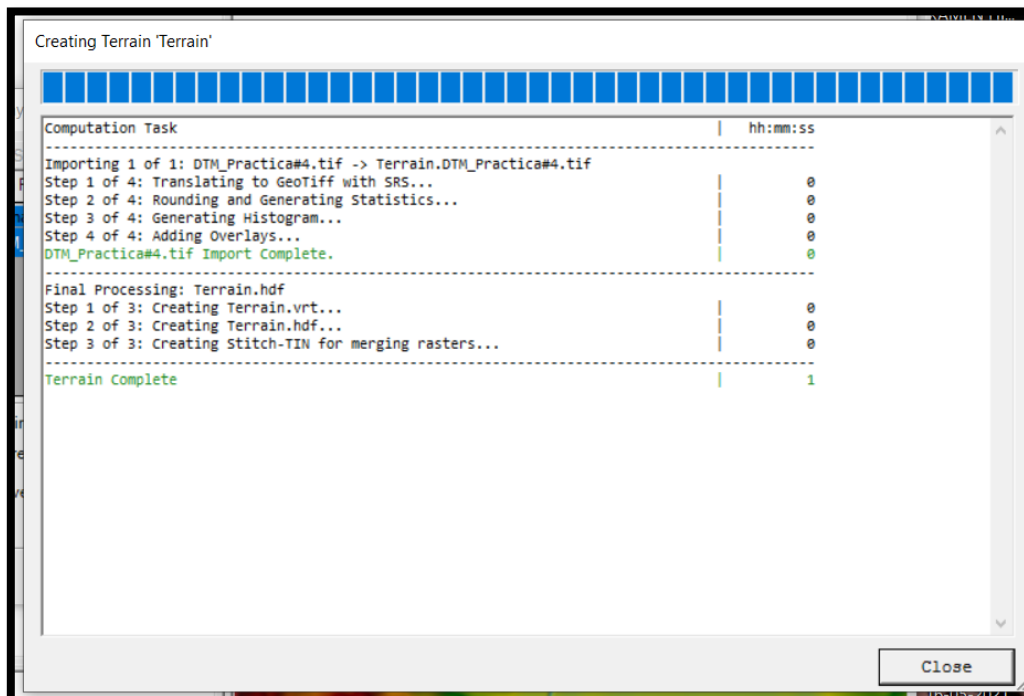 Creating Terrain 'Terrain'
Computation Task | hh:mm:ss
Importing 1 of 1: DTM_Practica#4.tif -> Terrain.DTM_Practica#4.tif
Step 1 of 4: Translating to GeoTiff with SRS... | 0
Step 2 of 4: Rounding and Generating Statistics... | 0
Step 3 of 4: Generating Histogram... | 0
Step 4 of 4: Adding Overlays... | 0
DTM_Practica#4.tif Import Complete. | 0
Final Processing: Terrain.hdf
Step 1 of 3: Creating Terrain.vrt... | 0
Step 2 of 3: Creating Terrain.hdf... | 0
Step 3 of 3: Creating Stitch-TIN for merging rasters... | 0
Terrain Complete | 1
Close